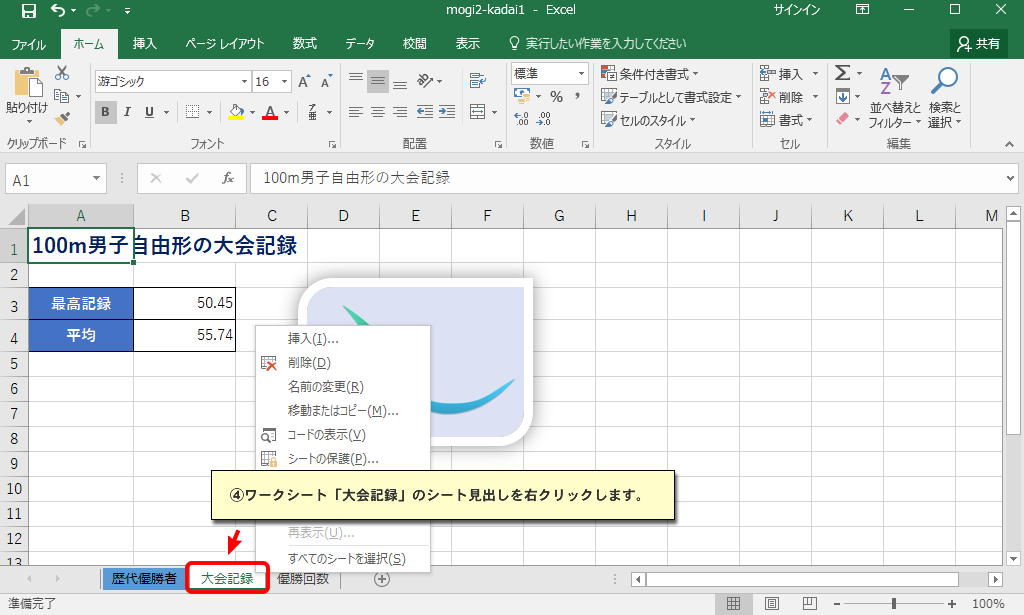 mogi2-kadai1 - Excel
サインイン
ファイル ホーム 挿入 ページ レイアウト 数式 データ 校閲 表示 実行したい作業を入力してください 共有
貼り付け
クリップボード
游ゴシック 16 A A
B I U A 亜
フォント
配置
標準
% ,
数値
条件付き書式
テーブルとして書式設定
セルのスタイル
スタイル
挿入
削除
書式
セル
Σ
並べ替えと
フィルター
検索と
選択
編集
A1 fx 100m男子自由形の大会記録
A B C D E F G H I J K L M
1 100m男子自由形の大会記録
2
3 最高記録 50.45
4 平均 55.74
5
6
7
8
9
10
11
12
13
挿入(I)...
削除(D)
名前の変更(R)
移動またはコピー(M)...
コードの表示(V)
シートの保護(P)...
④ワークシート「大会記録」のシート見出しを右クリックします。
再表示(U)...
すべてのシートを選択(S)
歴代優勝者 大会記録 優勝回数
準備完了
100%